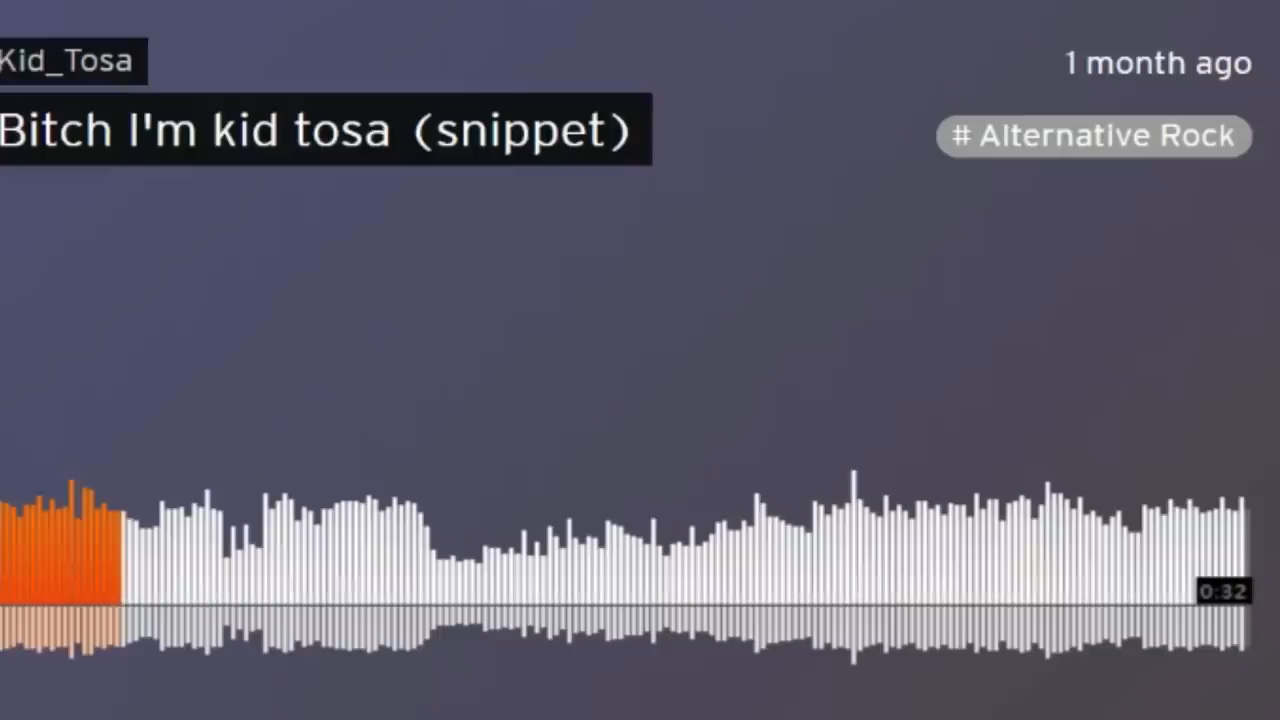 Kid_Tosa
1 month ago
Bitch I'm kid tosa (snippet)
# Alternative Rock
0:32